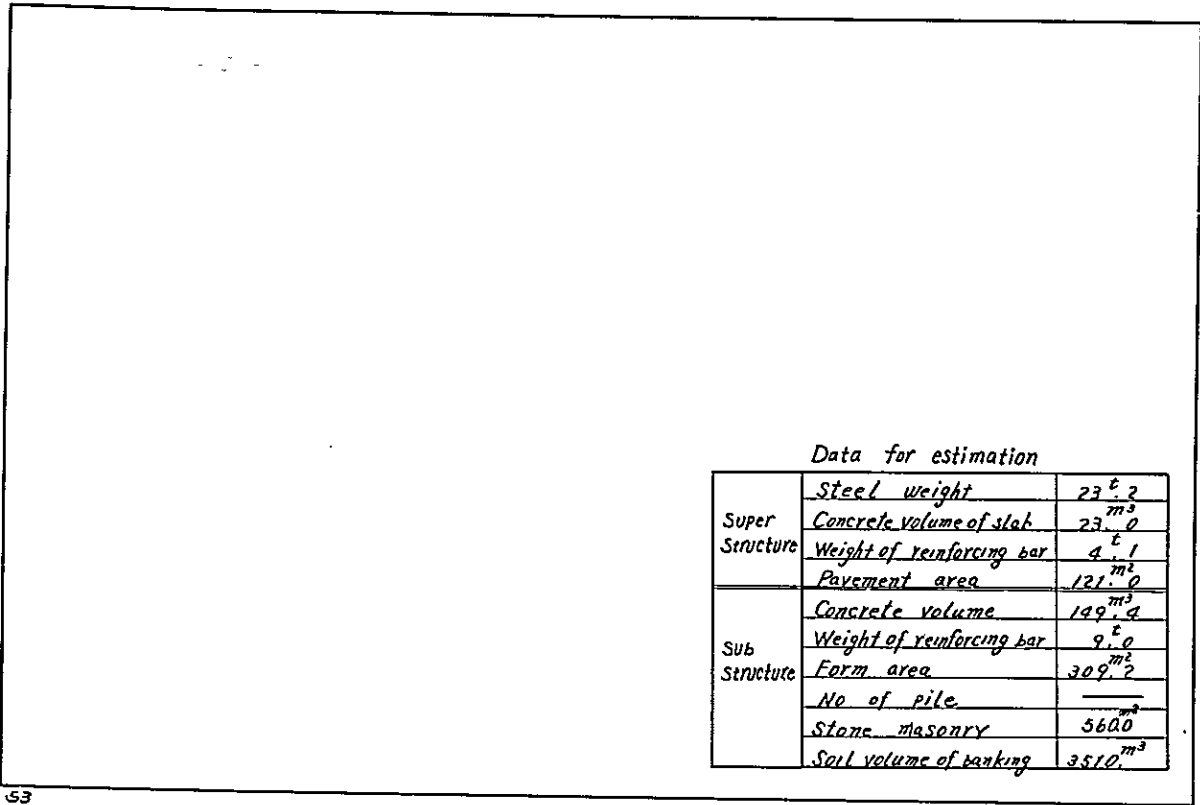 Data for estimation
Super Structure
Steel weight 23.2 t
Concrete volume of slab 23.0 m³
Weight of reinforcing bar 4.1 t
Pavement area 121.0 m²
Sub Structure
Concrete volume 149.4 m³
Weight of reinforcing bar 9.0 t
Form area 309.2 m²
No of pile ——
Stone masonry 560.0
Soil volume of banking 3510. m³
53